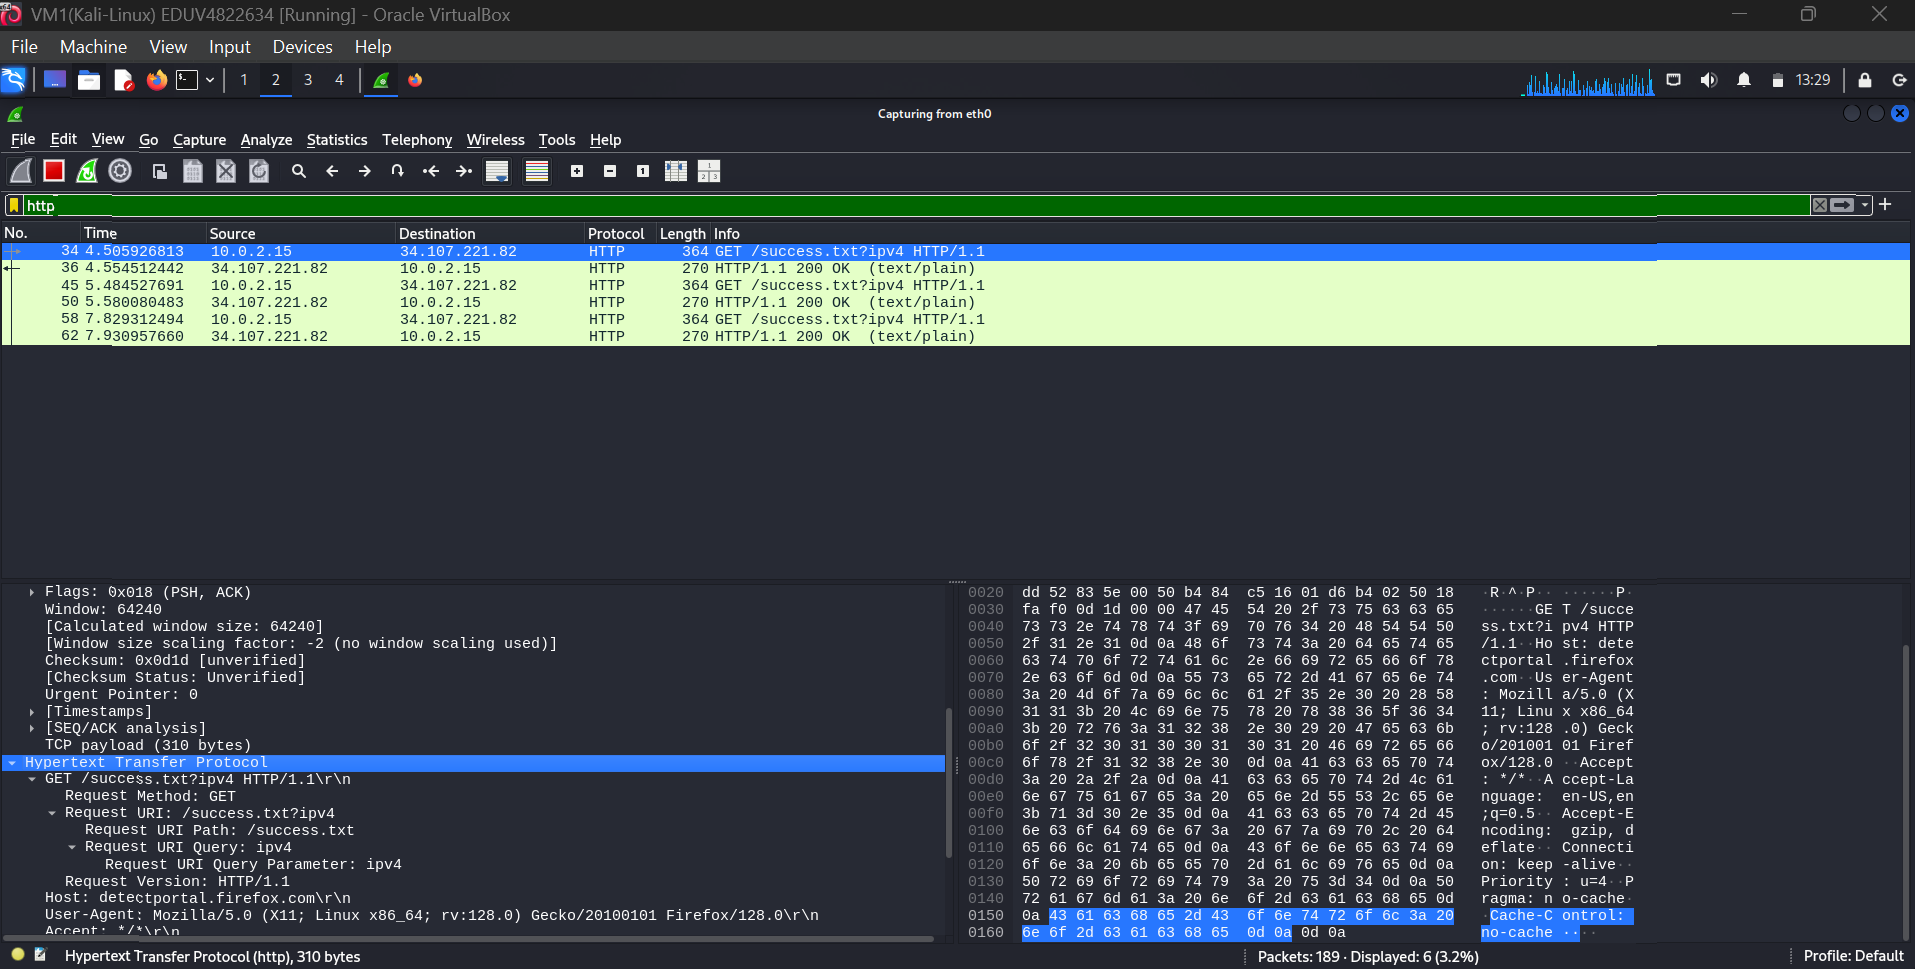 VM1(Kali-Linux) EDUV4822634 [Running] - Oracle VirtualBox
File Machine View Input Devices Help
1 2 3 4 13:29
Capturing from eth0
File Edit View Go Capture Analyze Statistics Telephony Wireless Tools Help
http
No. Time Source Destination Protocol Length Info
34 4.505926813 10.0.2.15 34.107.221.82 HTTP 364 GET /success.txt?ipv4 HTTP/1.1
36 4.554512442 34.107.221.82 10.0.2.15 HTTP 270 HTTP/1.1 200 OK (text/plain)
45 5.484527691 10.0.2.15 34.107.221.82 HTTP 364 GET /success.txt?ipv4 HTTP/1.1
50 5.580080483 34.107.221.82 10.0.2.15 HTTP 270 HTTP/1.1 200 OK (text/plain)
58 7.829312494 10.0.2.15 34.107.221.82 HTTP 364 GET /success.txt?ipv4 HTTP/1.1
62 7.930957660 34.107.221.82 10.0.2.15 HTTP 270 HTTP/1.1 200 OK (text/plain)
Flags: 0x018 (PSH, ACK)
Window: 64240
[Calculated window size: 64240]
[Window size scaling factor: -2 (no window scaling used)]
Checksum: 0x0d1d [unverified]
[Checksum Status: Unverified]
Urgent Pointer: 0
[Timestamps]
[SEQ/ACK analysis]
TCP payload (310 bytes)
Hypertext Transfer Protocol
GET /success.txt?ipv4 HTTP/1.1\r\n
Request Method: GET
Request URI: /success.txt?ipv4
Request URI Path: /success.txt
Request URI Query: ipv4
Request URI Query Parameter: ipv4
Request Version: HTTP/1.1
Host: detectportal.firefox.com\r\n
User-Agent: Mozilla/5.0 (X11; Linux x86_64; rv:128.0) Gecko/20100101 Firefox/128.0\r\n
Accept: */*\r\n
0020 dd 52 83 5e 00 50 b4 84 c5 16 01 d6 b4 02 50 18 ·R·^·P·· ······P·
0030 fa f0 0d 1d 00 00 47 45 54 20 2f 73 75 63 63 65 ······GE T /succe
0040 73 73 2e 74 78 74 3f 69 70 76 34 20 48 54 54 50 ss.txt?i pv4 HTTP
0050 2f 31 2e 31 0d 0a 48 6f 73 74 3a 20 64 65 74 65 /1.1··Ho st: dete
0060 63 74 70 6f 72 74 61 6c 2e 66 69 72 65 66 6f 78 ctportal .firefox
0070 2e 63 6f 6d 0d 0a 55 73 65 72 2d 41 67 65 6e 74 .com··Us er-Agent
0080 3a 20 4d 6f 7a 69 6c 6c 61 2f 35 2e 30 20 28 58 : Mozill a/5.0 (X
0090 31 31 3b 20 4c 69 6e 75 78 20 78 38 36 5f 36 34 11; Linu x x86_64
00a0 3b 20 72 76 3a 31 32 38 2e 30 29 20 47 65 63 6b ; rv:128 .0) Geck
00b0 6f 2f 32 30 31 30 30 31 30 31 20 46 69 72 65 66 o/201001 01 Firef
00c0 6f 78 2f 31 32 38 2e 30 0d 0a 41 63 63 65 70 74 ox/128.0 ··Accept
00d0 3a 20 2a 2f 2a 0d 0a 41 63 63 65 70 74 2d 4c 61 : */*··A ccept-La
00e0 6e 67 75 61 67 65 3a 20 65 6e 2d 55 53 2c 65 6e nguage: en-US,en
00f0 3b 71 3d 30 2e 35 0d 0a 41 63 63 65 70 74 2d 45 ;q=0.5·· Accept-E
0100 6e 63 6f 64 69 6e 67 3a 20 67 7a 69 70 2c 20 64 ncoding: gzip, d
0110 65 66 6c 61 74 65 0d 0a 43 6f 6e 6e 65 63 74 69 eflate·· Connecti
0120 6f 6e 3a 20 6b 65 65 70 2d 61 6c 69 76 65 0d 0a on: keep -alive··
0130 50 72 69 6f 72 69 74 79 3a 20 75 3d 34 0d 0a 50 Priority : u=4··P
0140 72 61 67 6d 61 3a 20 6e 6f 2d 63 61 63 68 65 0d ragma: n o-cache·
0150 0a 43 61 63 68 65 2d 43 6f 6e 74 72 6f 6c 3a 20 ·Cache-C ontrol:
0160 6e 6f 2d 63 61 63 68 65 0d 0a 0d 0a no-cache ····
Hypertext Transfer Protocol (http), 310 bytes Packets: 189 · Displayed: 6 (3.2%) Profile: Default